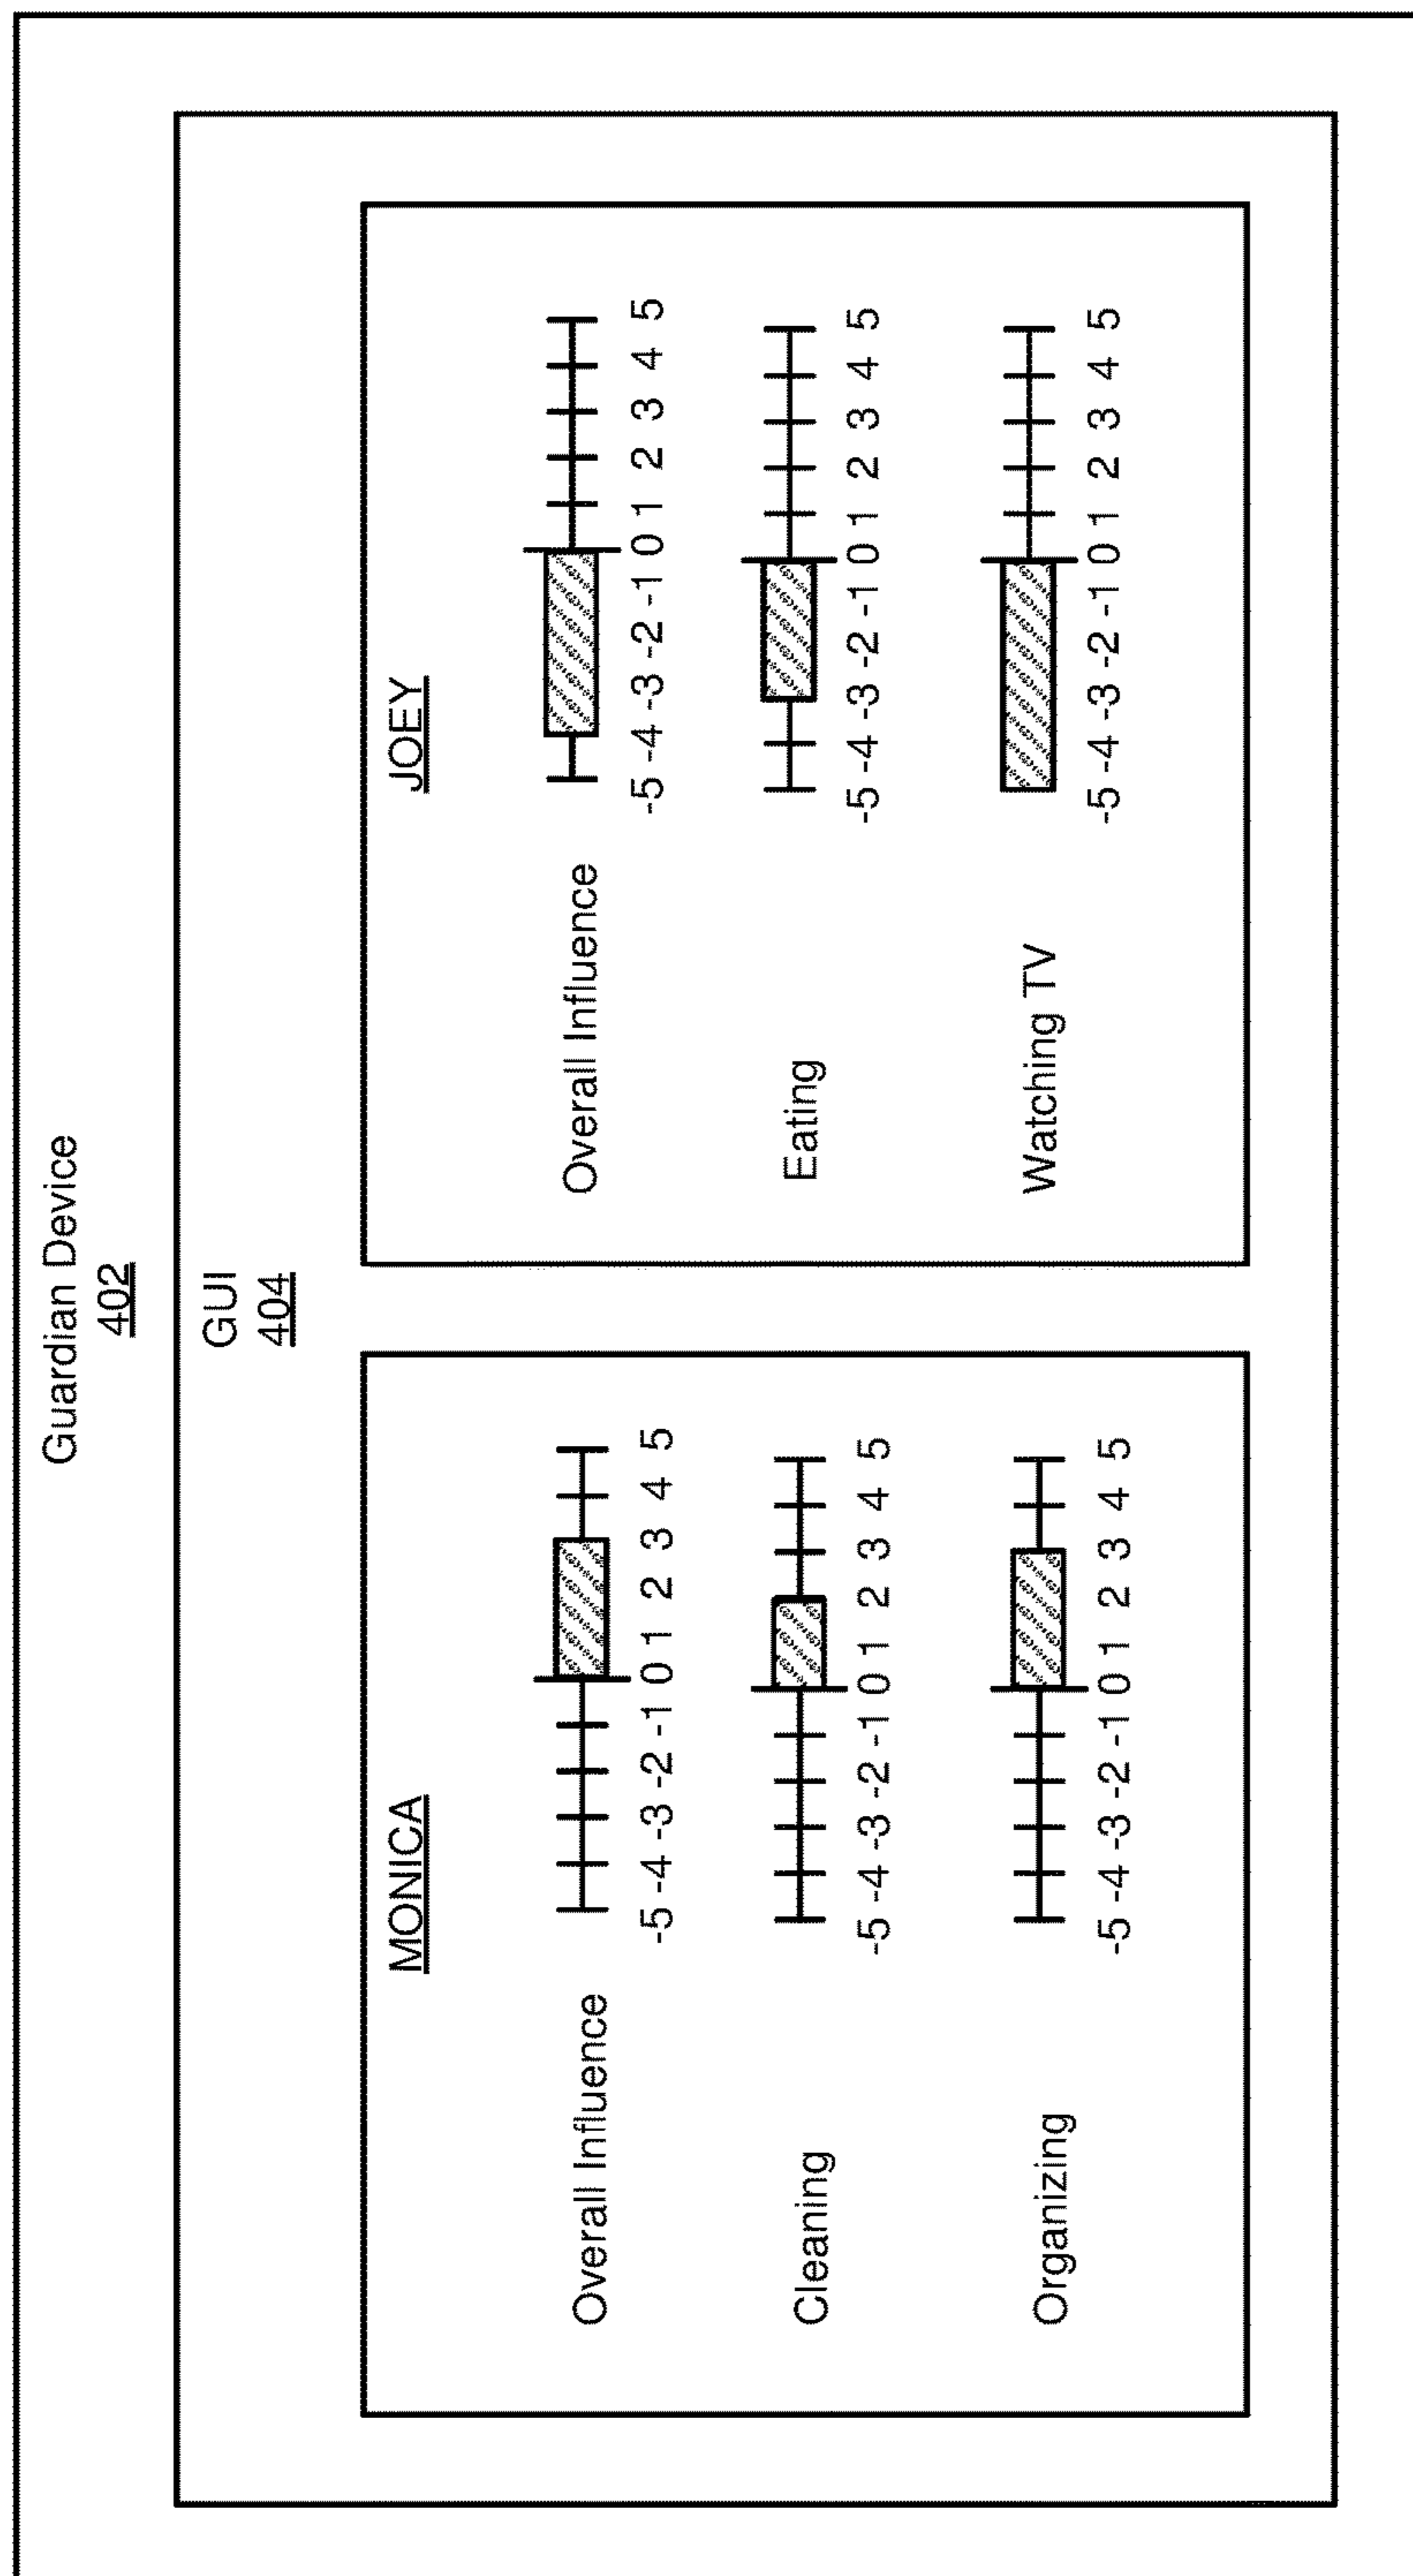 Guardian Device
402
GUI
404
MONICA
Overall Influence
-5 -4 -3 -2 -1 0 1 2 3 4 5
Cleaning
-5 -4 -3 -2 -1 0 1 2 3 4 5
Organizing
-5 -4 -3 -2 -1 0 1 2 3 4 5
JOEY
Overall Influence
-5 -4 -3 -2 -1 0 1 2 3 4 5
Eating
-5 -4 -3 -2 -1 0 1 2 3 4 5
Watching TV
-5 -4 -3 -2 -1 0 1 2 3 4 5